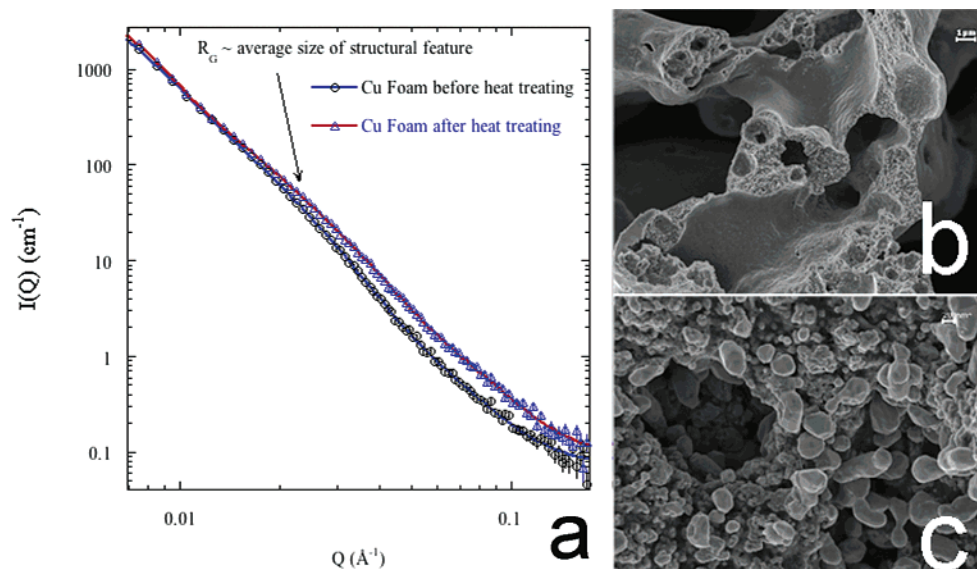 1000
100
10
1
0.1
I(Q) (cm-1)
R_G ~ average size of structural feature
Cu Foam before heat treating
Cu Foam after heat treating
0.01
0.1
Q (Å-1)
a
1µm
b
c